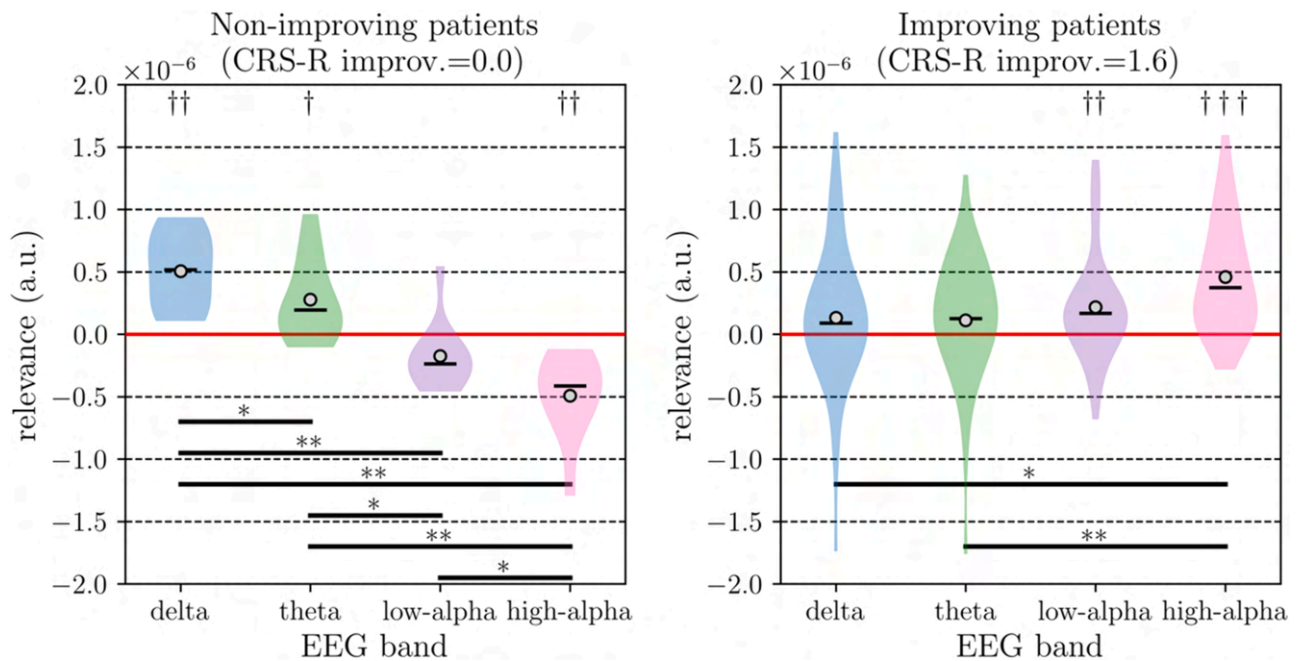 Non-improving patients
(CRS-R improv.=0.0)
×10⁻⁶
2.0
1.5
1.0
0.5
0.0
−0.5
−1.0
−1.5
−2.0
relevance (a.u.)
†† † ††
*
**
**
*
**
*
delta theta low-alpha high-alpha
EEG band
Improving patients
(CRS-R improv.=1.6)
×10⁻⁶
2.0
1.5
1.0
0.5
0.0
−0.5
−1.0
−1.5
−2.0
relevance (a.u.)
†† †††
*
**
delta theta low-alpha high-alpha
EEG band